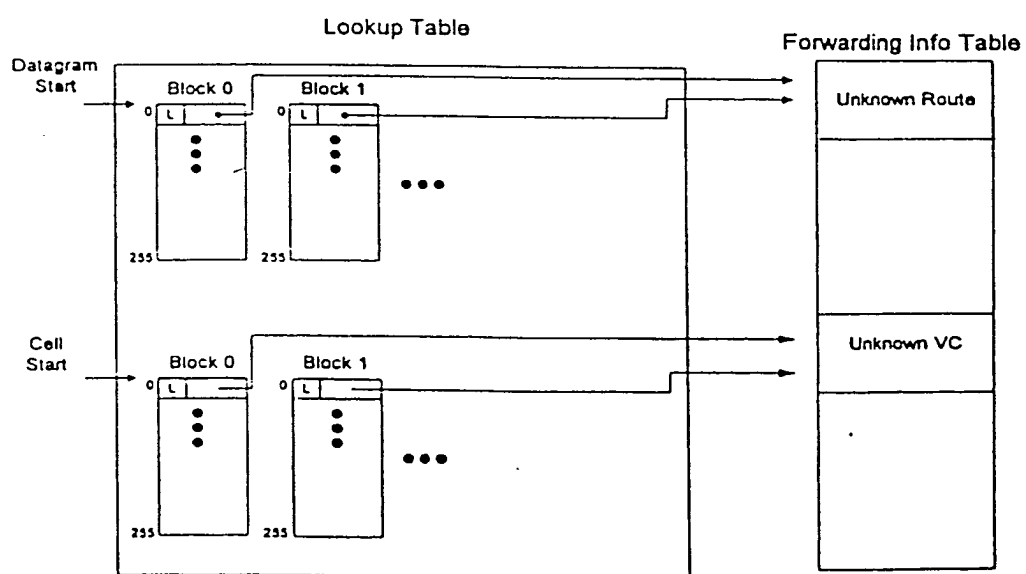 Lookup Table
Forwarding Info Table
Datagram
Start
Block 0
Block 1
0
L
0
L
Unknown Route
255
255
Cell
Start
Block 0
Block 1
Unknown VC
0
L
0
L
255
255